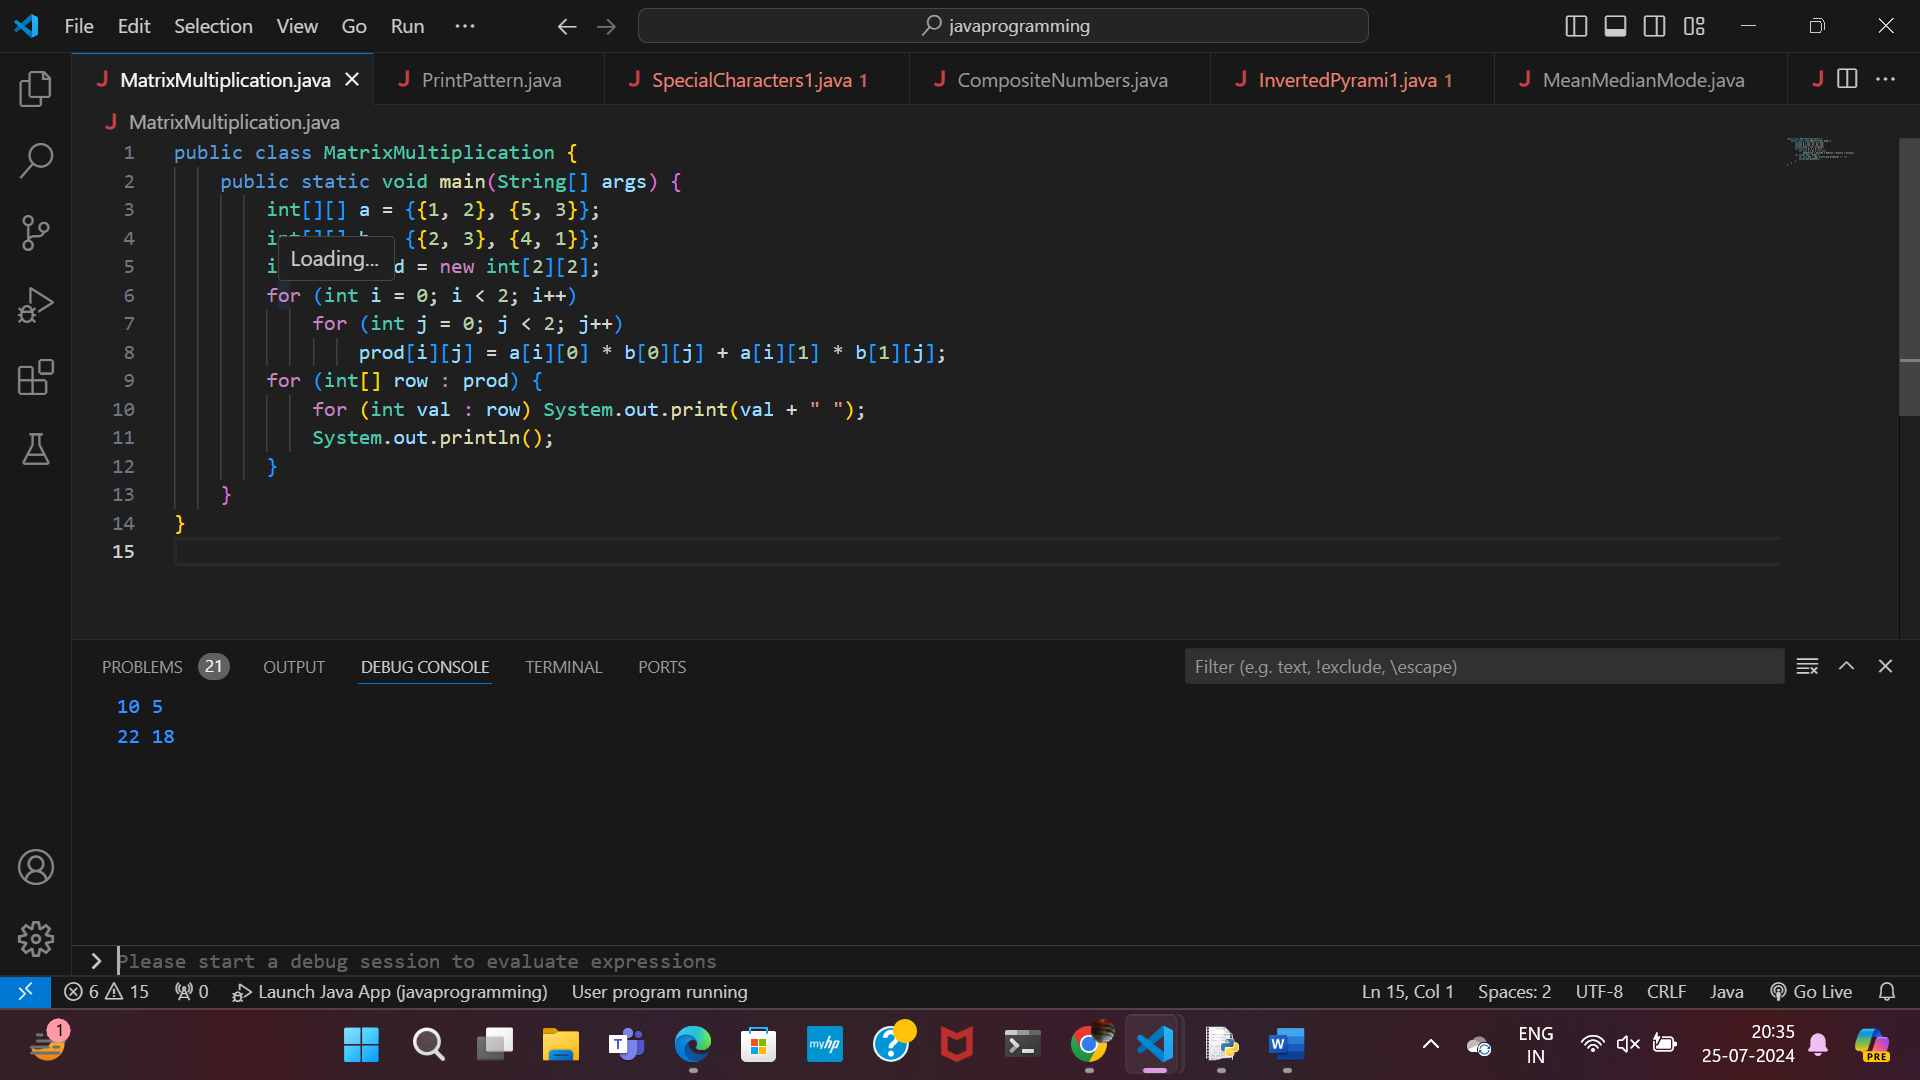 File Edit Selection View Go Run ··· javaprogramming
MatrixMultiplication.java PrintPattern.java SpecialCharacters1.java 1 CompositeNumbers.java InvertedPyrami1.java 1 MeanMedianMode.java
MatrixMultiplication.java
1 public class MatrixMultiplication {
2 public static void main(String[] args) {
3 int[][] a = {{1, 2}, {5, 3}};
4 {{2, 3}, {4, 1}};
Loading...
5 d = new int[2][2];
6 for (int i = 0; i < 2; i++)
7 for (int j = 0; j < 2; j++)
8 prod[i][j] = a[i][0] * b[0][j] + a[i][1] * b[1][j];
9 for (int[] row : prod) {
10 for (int val : row) System.out.print(val + " ");
11 System.out.println();
12 }
13 }
14 }
15
PROBLEMS 21 OUTPUT DEBUG CONSOLE TERMINAL PORTS Filter (e.g. text, !exclude, \escape)
10 5
22 18
Please start a debug session to evaluate expressions
6 15 0 Launch Java App (javaprogramming) User program running Ln 15, Col 1 Spaces: 2 UTF-8 CRLF Java Go Live
1 T myhp ? W ENG 20:35
IN 25-07-2024 PRE